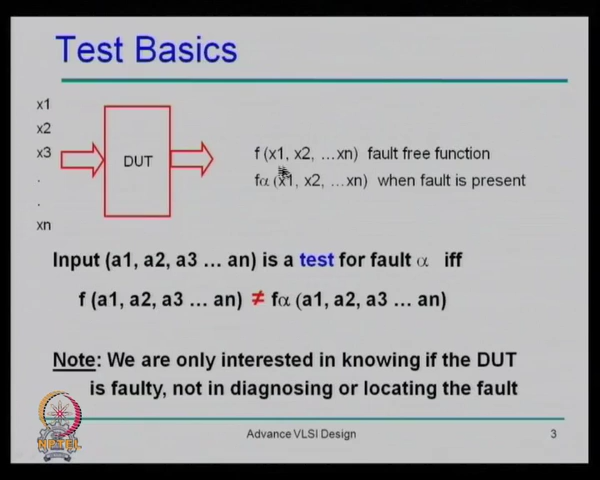 Test Basics
x1
x2
x3
.
.
xn
DUT
f (x1, x2, …xn) fault free function
fα (x1, x2, …xn) when fault is present
Input (a1, a2, a3 … an) is a test for fault α iff
f (a1, a2, a3 … an) ≠ fα (a1, a2, a3 … an)
Note: We are only interested in knowing if the DUT
is faulty, not in diagnosing or locating the fault
NPTEL
Advance VLSI Design
3